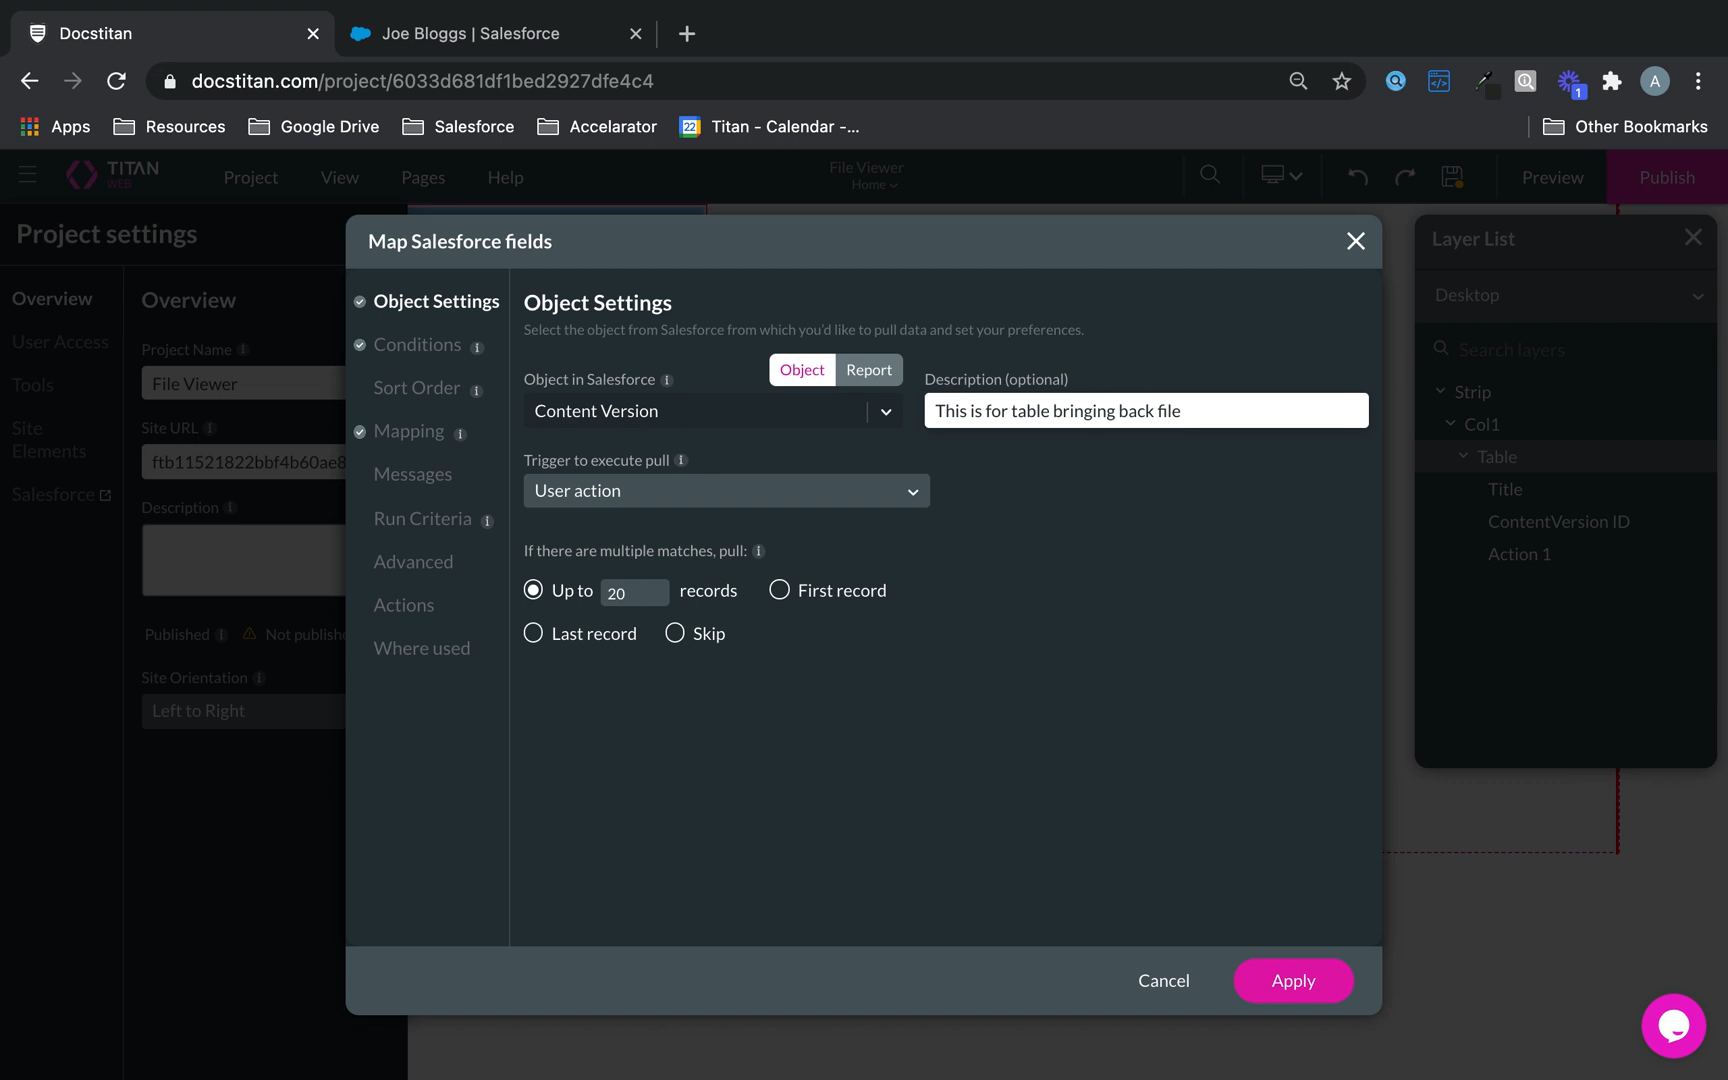 Docstitan
Joe Bloggs | Salesforce
docstitan.com/project/6033d681df1bed2927dfe4c4
1
A
Apps
Resources
Google Drive
Salesforce
Accelarator
22
Titan - Calendar -...
Other Bookmarks
TITAN
WEB
Project
View
Pages
Help
File Viewer
Home
Preview
Publish
Project settings
Overview
User Access
Tools
Site
Elements
Salesforce
Overview
Project Name
File Viewer
Site URL
ftb11521822bbf4b60ae8
Description
Published
Not publishe
Site Orientation
Left to Right
Map Salesforce fields
Object Settings
Conditions
Sort Order
Mapping
Messages
Run Criteria
Advanced
Actions
Where used
Object Settings
Select the object from Salesforce from which you'd like to pull data and set your preferences.
Object in Salesforce
Object
Report
Content Version
Description (optional)
This is for table bringing back file
Trigger to execute pull
User action
If there are multiple matches, pull:
Up to 20 records
First record
Last record
Skip
Cancel
Apply
Layer List
Desktop
Search layers
Strip
Col1
Table
Title
ContentVersion ID
Action 1